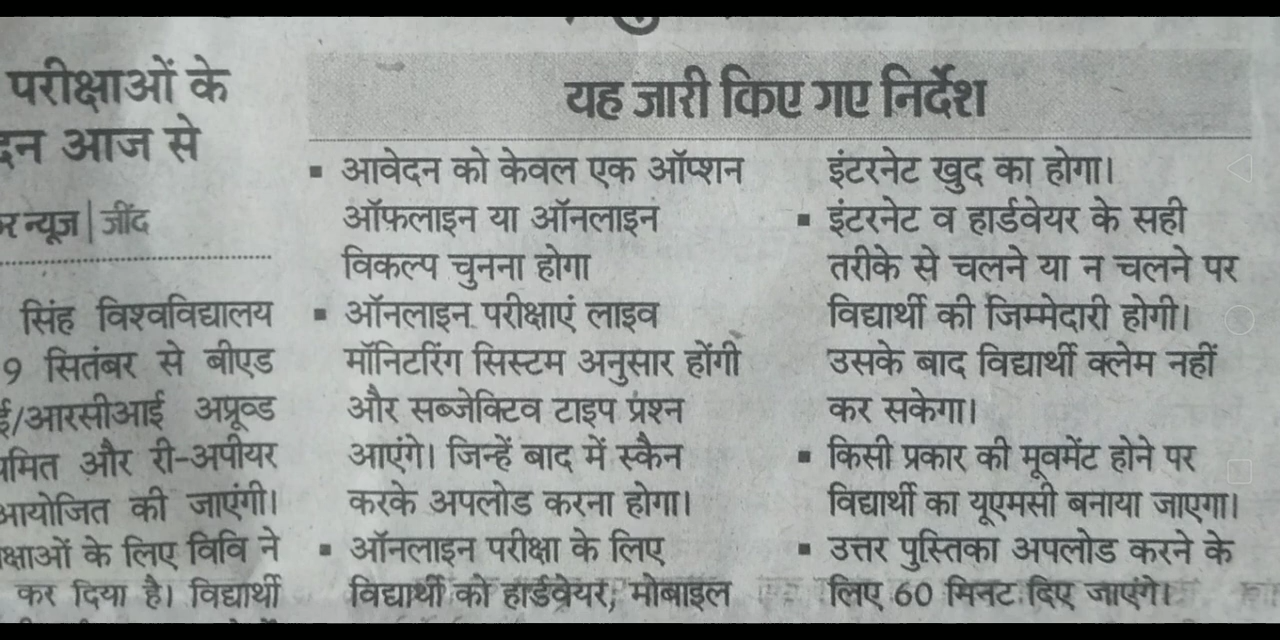 परीक्षाओं के
आज से
न्यूज | जींद
सिंह विश्वविद्यालय
9 सितंबर से बीएड
ई/आरसीआई अप्रूव्ड
और री-अपीयर
आयोजित की जाएंगी।
के लिए विवि ने
कर दिया है। विद्यार्थी
यह जारी किए गए निर्देश
▪ आवेदन को केवल एक ऑप्शन
ऑफ़लाइन या ऑनलाइन
विकल्प चुनना होगा
▪ ऑनलाइन परीक्षाएं लाइव
मॉनिटरिंग सिस्टम अनुसार होंगी
और सब्जेक्टिव टाइप प्रश्न
आएंगे। जिन्हें बाद में स्कैन
करके अपलोड करना होगा।
▪ ऑनलाइन परीक्षा के लिए
विद्यार्थी को हार्डवेयर, मोबाइल
इंटरनेट खुद का होगा।
▪ इंटरनेट व हार्डवेयर के सही
तरीके से चलने या न चलने पर
विद्यार्थी की जिम्मेदारी होगी।
उसके बाद विद्यार्थी क्लेम नहीं
कर सकेगा।
▪ किसी प्रकार की मूवमेंट होने पर
विद्यार्थी का यूएमसी बनाया जाएगा।
▪ उत्तर पुस्तिका अपलोड करने के
लिए 60 मिनट दिए जाएंगे।